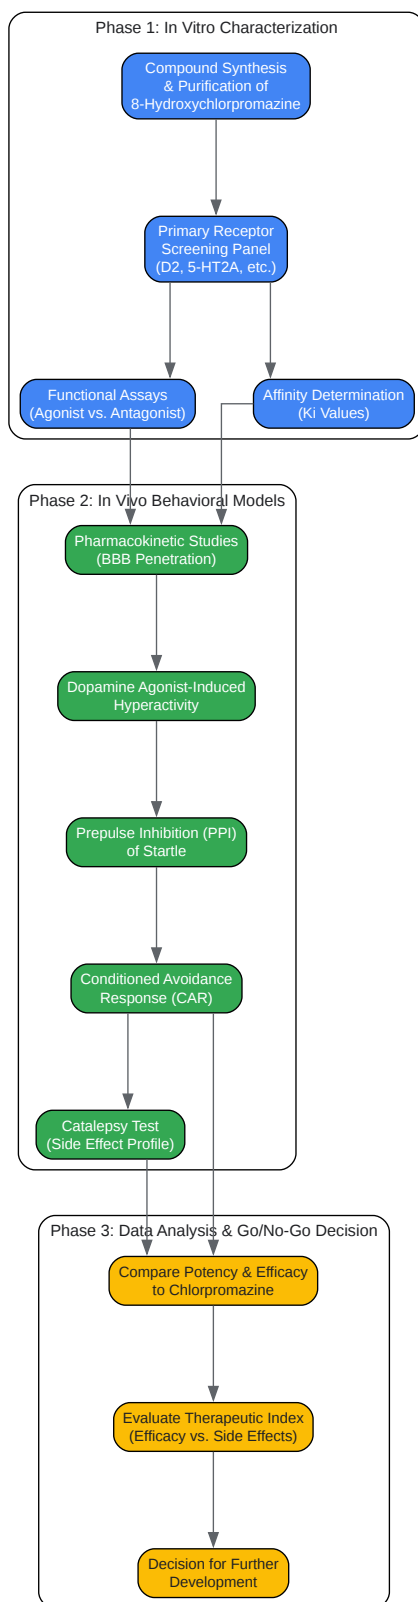 Phase 1: In Vitro Characterization
Compound Synthesis
& Purification of
8-Hydroxychlorpromazine
Primary Receptor
Screening Panel
(D2, 5-HT2A, etc.)
Functional Assays
(Agonist vs. Antagonist)
Affinity Determination
(Ki Values)
Phase 2: In Vivo Behavioral Models
Pharmacokinetic Studies
(BBB Penetration)
Dopamine Agonist-Induced
Hyperactivity
Prepulse Inhibition (PPI)
of Startle
Conditioned Avoidance
Response (CAR)
Catalepsy Test
(Side Effect Profile)
Phase 3: Data Analysis & Go/No-Go Decision
Compare Potency & Efficacy
to Chlorpromazine
Evaluate Therapeutic Index
(Efficacy vs. Side Effects)
Decision for Further
Development